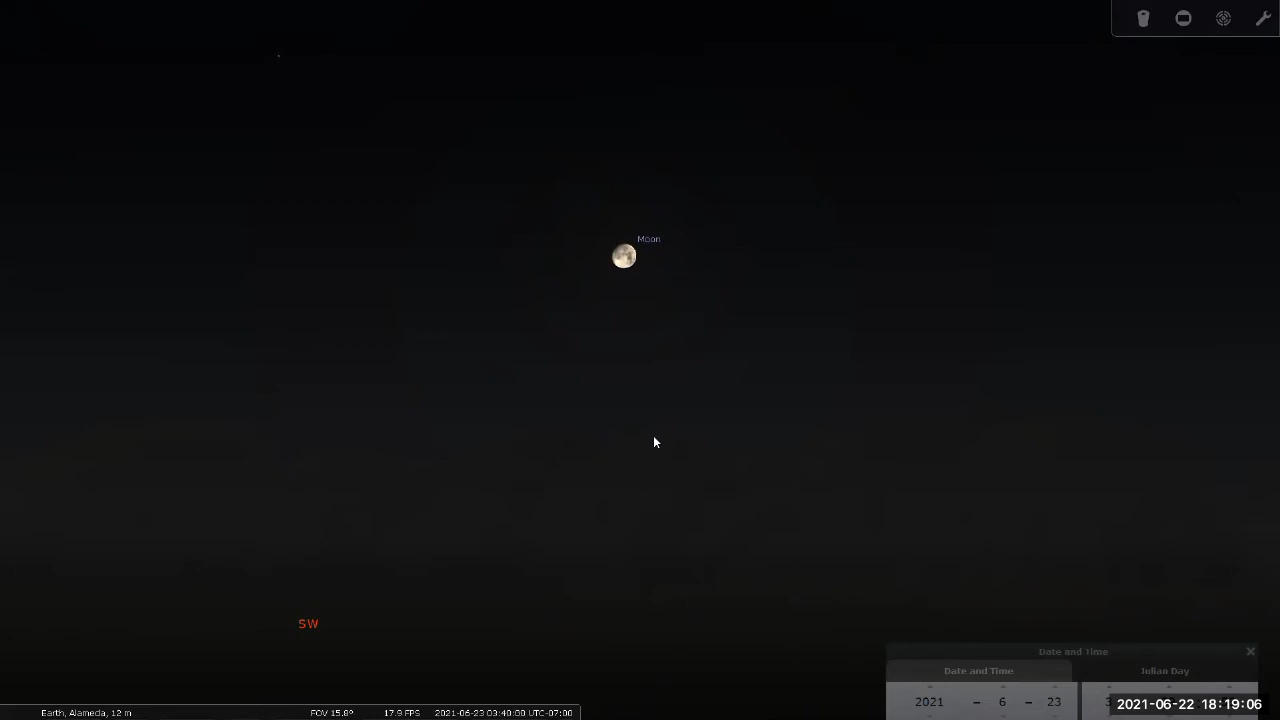 Moon
SW
Date and Time
Date and Time Julian Day
2021 – 6 – 23 3
2021-06-22 18:19:06
Earth, Alameda, 12 m FOV 15.8° 17.9 FPS 2021-06-23 03:40:00 UTC-07:00